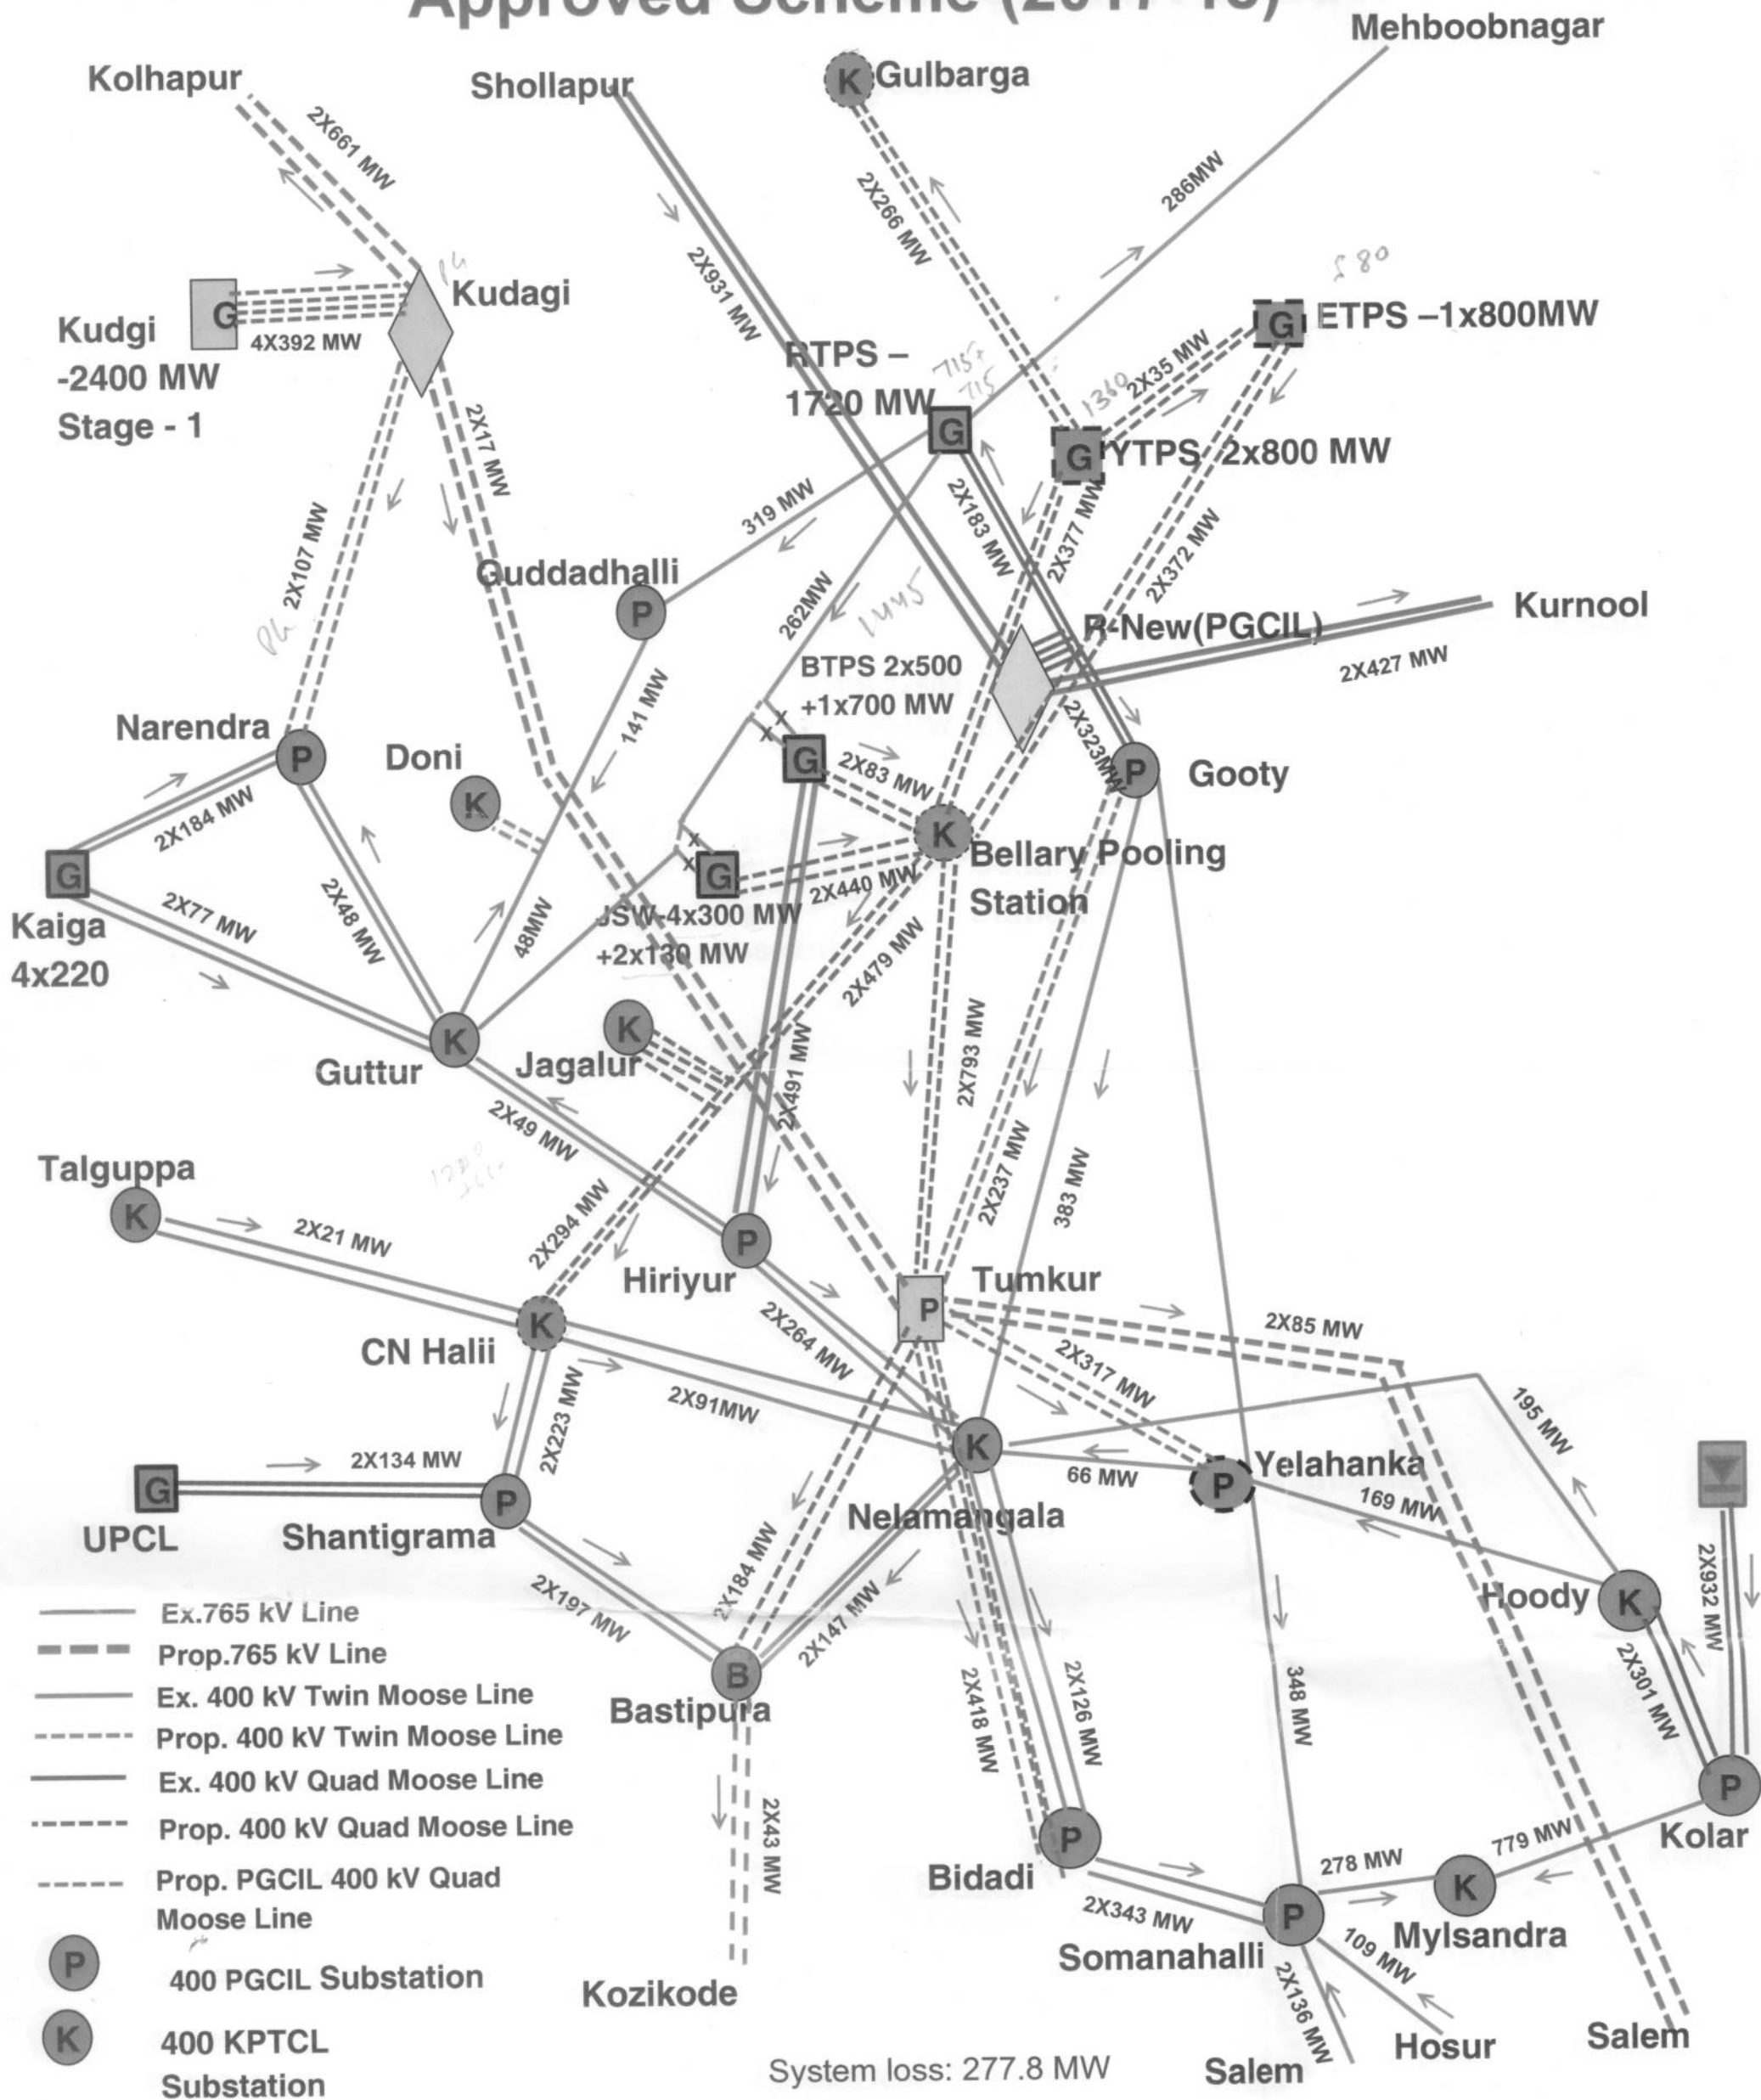 Approved Scheme (2017-18)
Mehboobnagar
Kolhapur
Shollapur
K Gulbarga
2X661 MW
2X266 MW
286MW
2X931 MW
580
G
Kudagi
Kudgi
-2400 MW
Stage - 1
4X392 MW
G ETPS –1x800MW
RTPS –
1720 MW
715+
715
1360
2X35 MW
G
G YTPS 2x800 MW
2X17 MW
2X107 MW
319 MW
2X183 MW
2X377 MW
2X372 MW
Guddadhalli
P
262MW
1445
R-New(PGCIL)
Kurnool
2X427 MW
BTPS 2x500
+1x700 MW
141 MW
Narendra
P
Doni
K
x
x
G
2X83 MW
2X323MW
P
Gooty
2X184 MW
G
Kaiga
4x220
K
Bellary Pooling
Station
x
x
G
2X440 MW
JSW-4x300 MW
+2x130 MW
2X77 MW
2X48 MW
48MW
2X479 MW
K
Guttur
K
Jagalur
2X491 MW
2X793 MW
2X49 MW
2X237 MW
383 MW
Talguppa
K
2X21 MW
2X294 MW
P
Hiriyur
Tumkur
P
2X85 MW
K
CN Halii
2X264 MW
2X317 MW
2X223 MW
2X91MW
195 MW
2X134 MW
K
66 MW
Yelahanka
P
169 MW
G
UPCL
P
Shantigrama
Nelamangala
2X932 MW
2X197 MW
2X184 MW
2X147 MW
Hoody K
Ex.765 kV Line
Prop.765 kV Line
Ex. 400 kV Twin Moose Line
Prop. 400 kV Twin Moose Line
Ex. 400 kV Quad Moose Line
Prop. 400 kV Quad Moose Line
Prop. PGCIL 400 kV Quad
Moose Line
P
400 PGCIL Substation
K
400 KPTCL
Substation
B
Bastipura
2X418 MW
2X126 MW
348 MW
2X301 MW
2X43 MW
P
Kolar
P
Bidadi
278 MW
779 MW
2X343 MW
P
Somanahalli
K
Mylsandra
109 MW
2X136 MW
Kozikode
Hosur
Salem
Salem
System loss: 277.8 MW